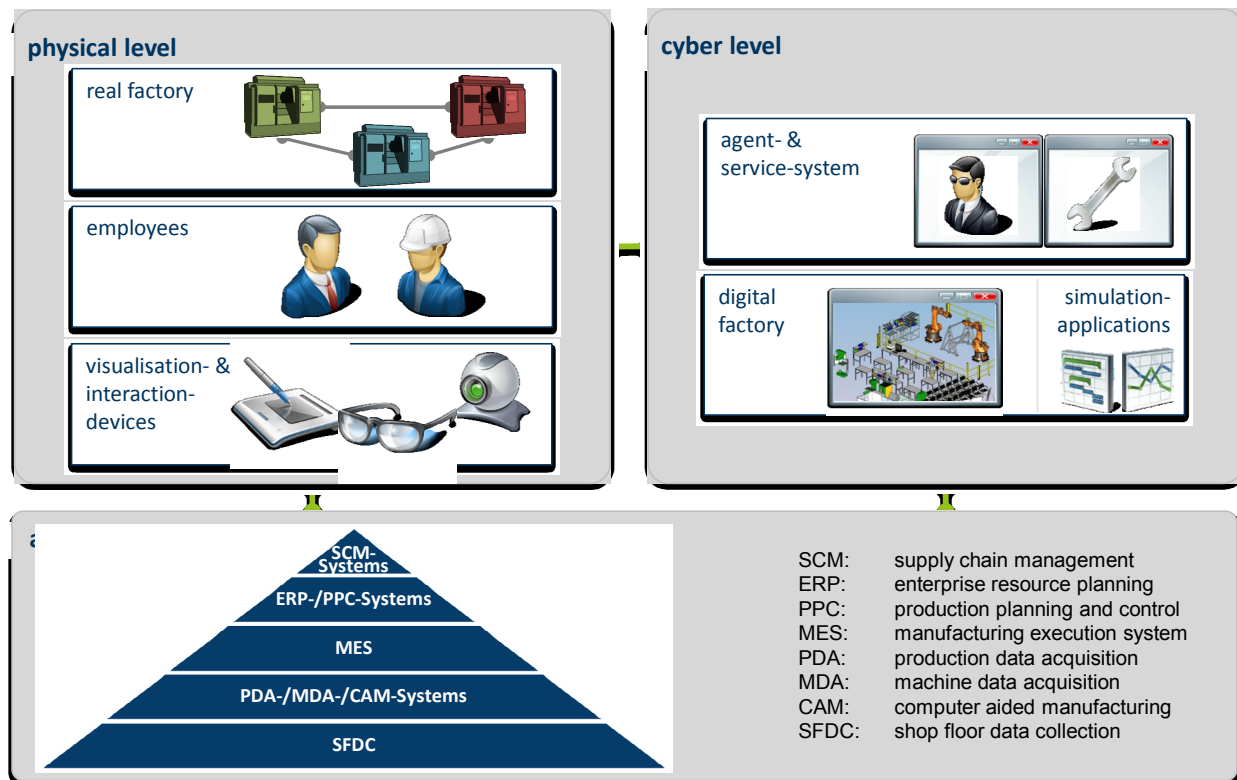 physical level
real factory
employees
visualisation- &
interaction-
devices
cyber level
agent- &
service-system
digital
factory
simulation-
applications
SCM-
Systems
ERP-/PPC-Systems
MES
PDA-/MDA-/CAM-Systems
SFDC
SCM: supply chain management
ERP: enterprise resource planning
PPC: production planning and control
MES: manufacturing execution system
PDA: production data acquisition
MDA: machine data acquisition
CAM: computer aided manufacturing
SFDC: shop floor data collection